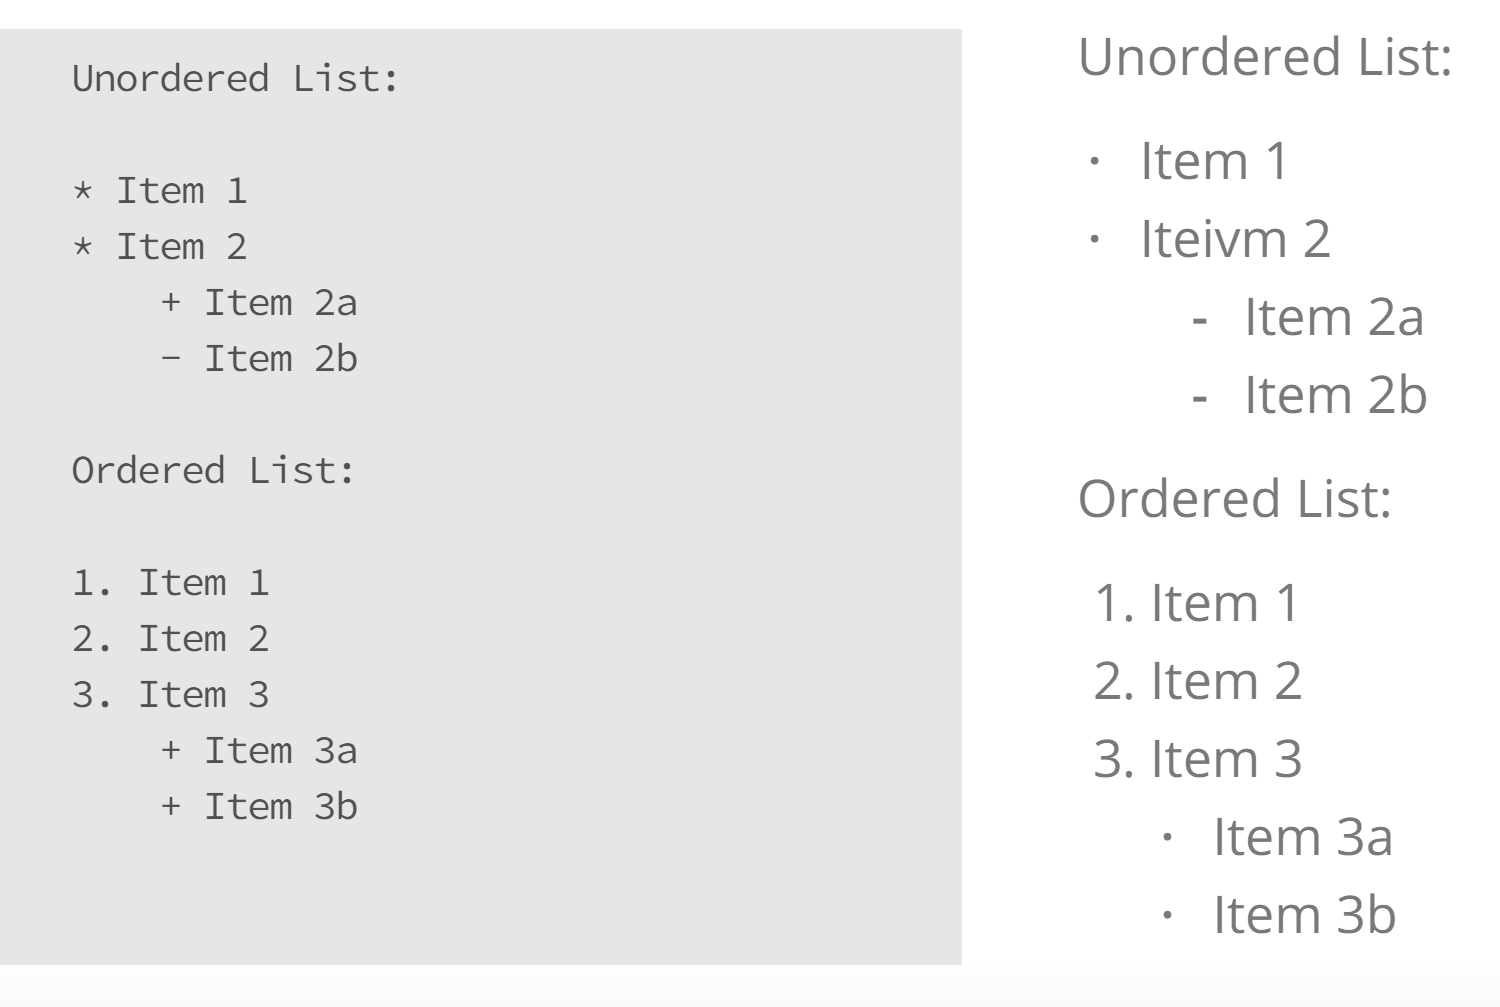 Unordered List:
* Item 1
* Item 2
+ Item 2a
- Item 2b
Ordered List:
1. Item 1
2. Item 2
3. Item 3
+ Item 3a
+ Item 3b
Unordered List:
· Item 1
· Iteivm 2
- Item 2a
- Item 2b
Ordered List:
1. Item 1
2. Item 2
3. Item 3
· Item 3a
· Item 3b